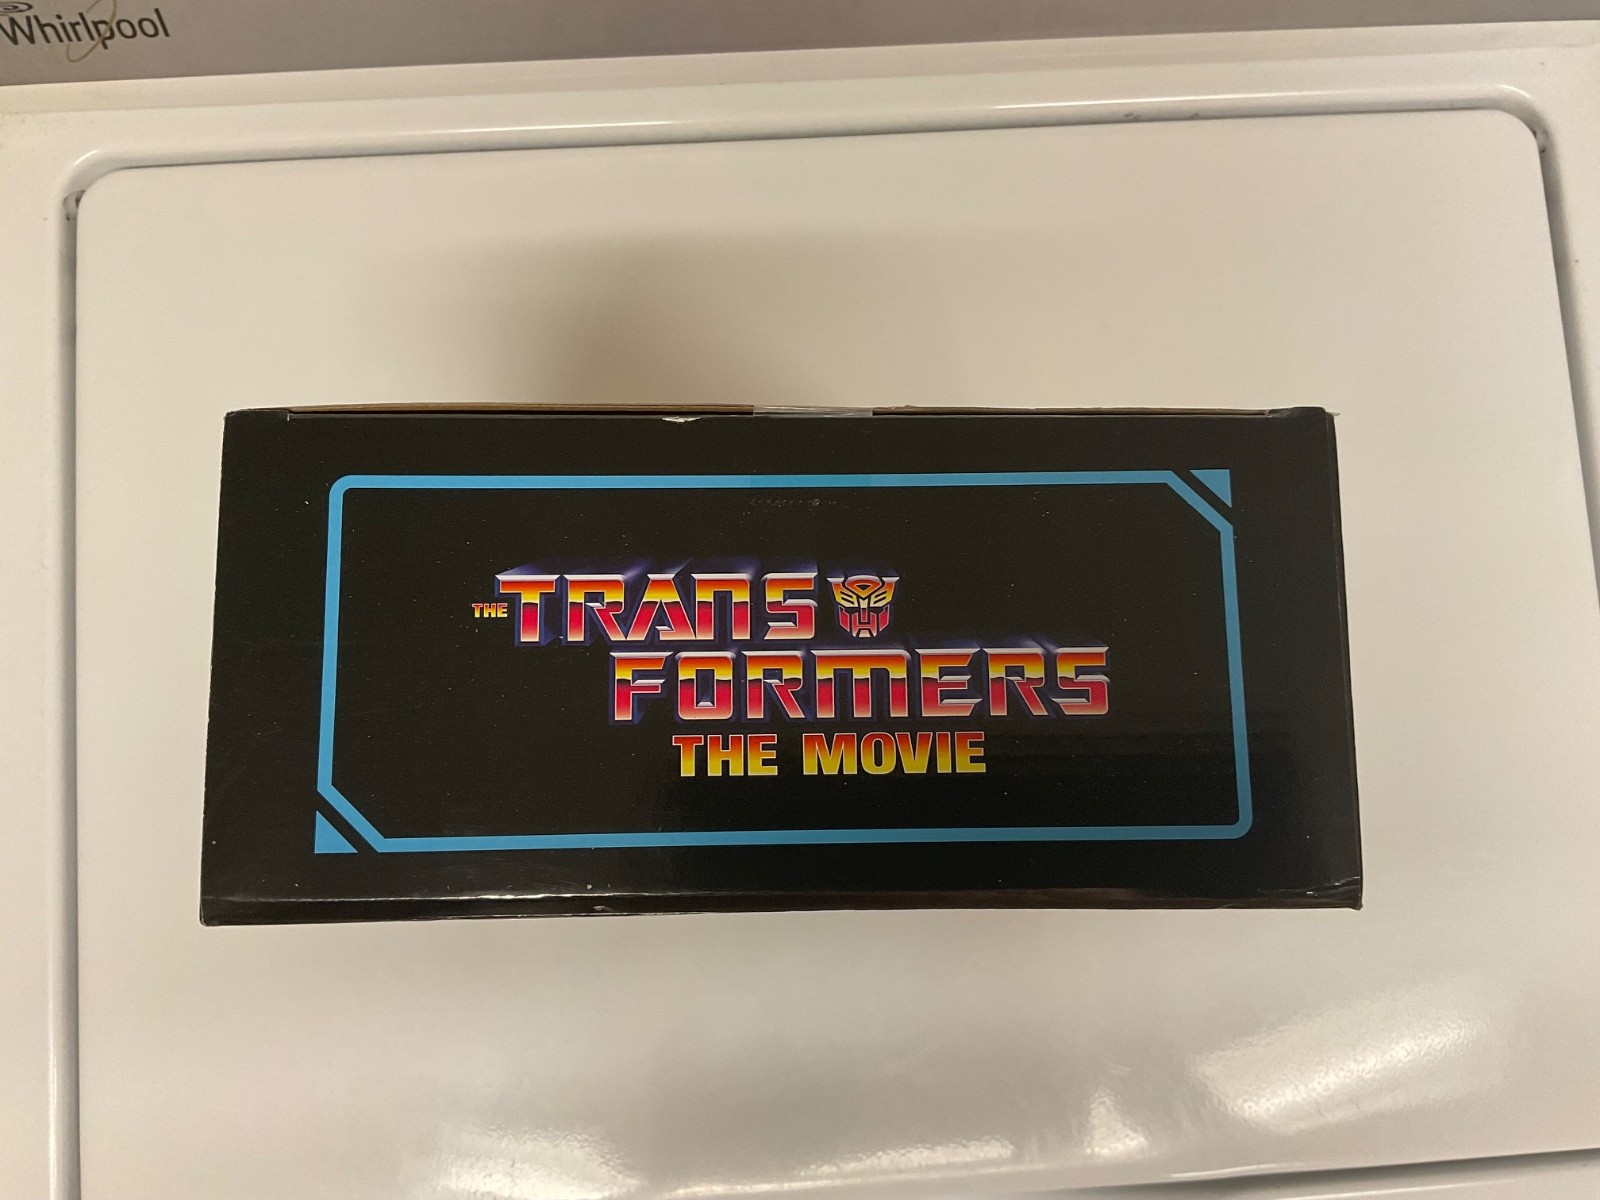 Whirlpool
THE TRANS
FORMERS
THE MOVIE